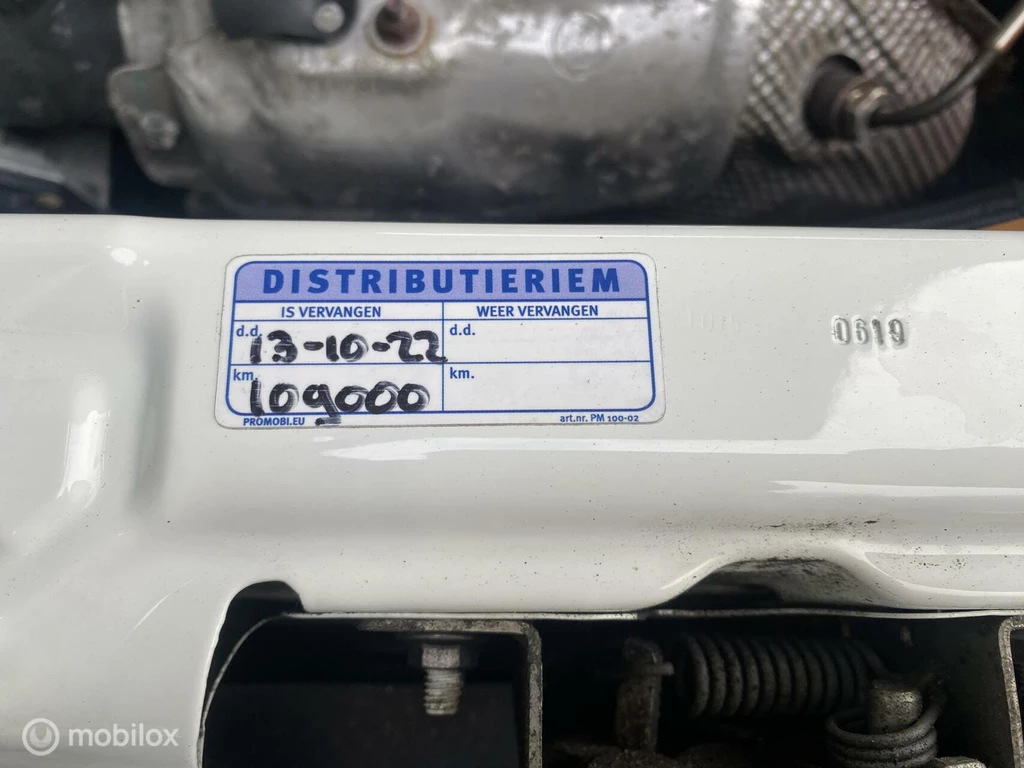 DISTRIBUTIERIEM
IS VERVANGEN WEER VERVANGEN
d.d. 13-10-22 d.d.
km. 109000 km.
PROMOBI.EU art.nr. PM 100-02
0619
mobilox